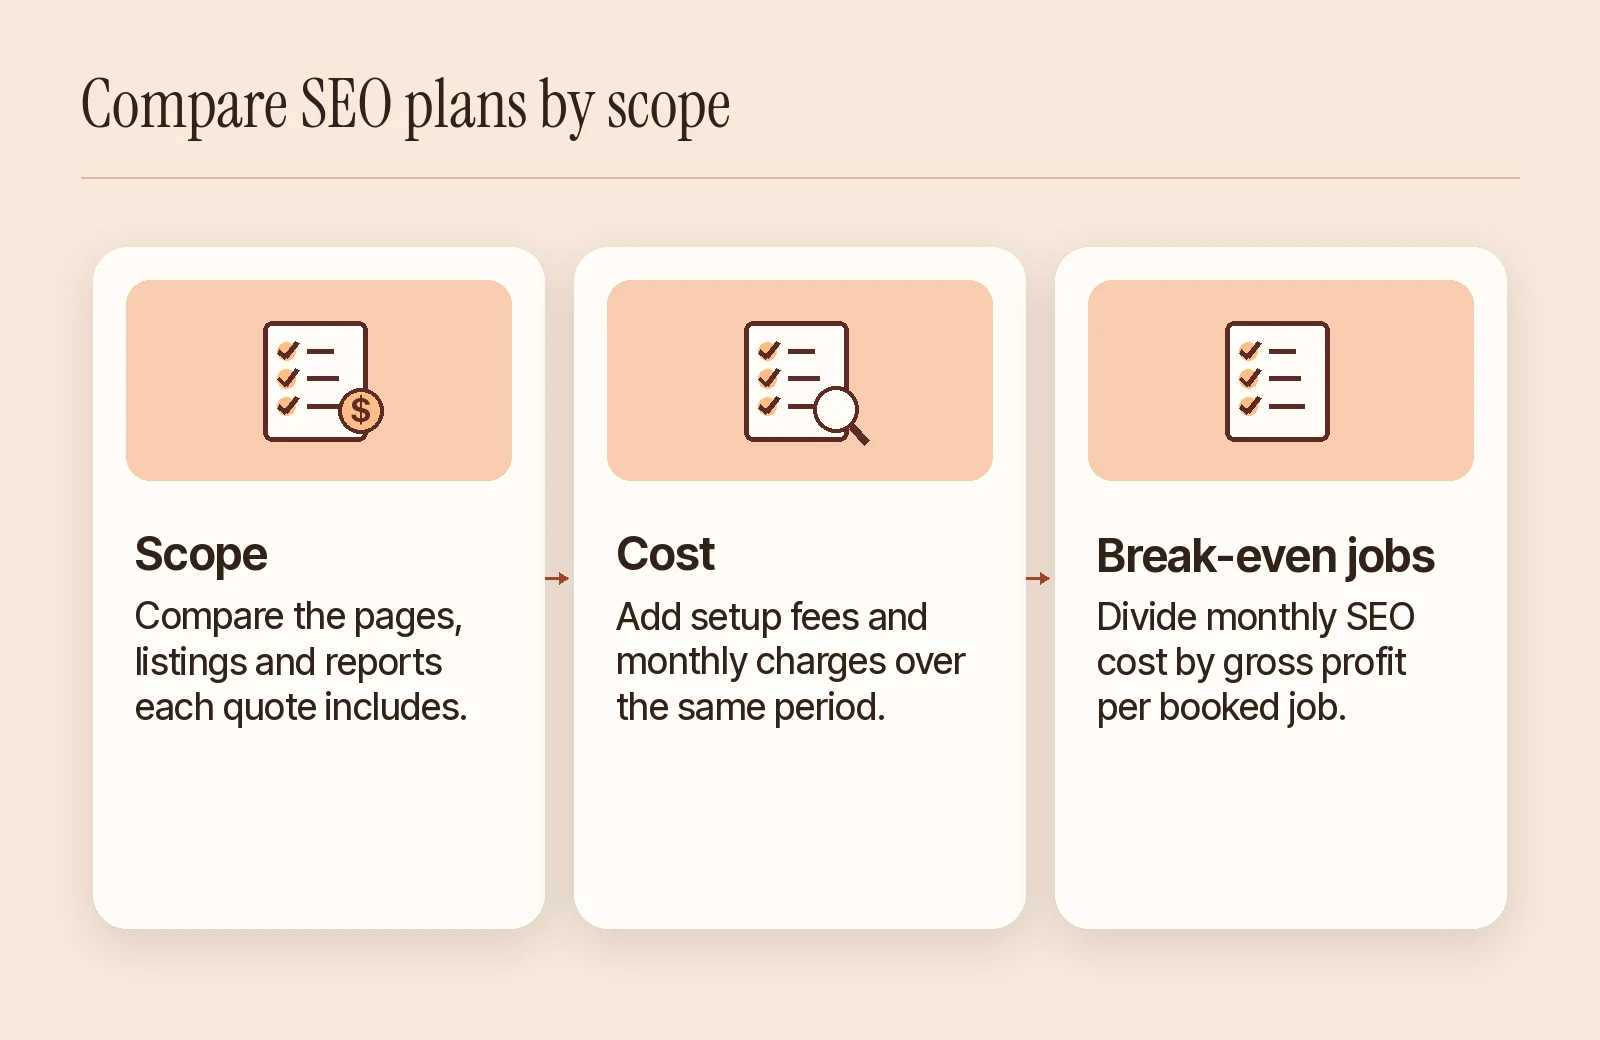 Compare SEO plans by scope
$
Scope
Compare the pages,
listings and reports
each quote includes.
Cost
Add setup fees and
monthly charges over
the same period.
Break-even jobs
Divide monthly SEO
cost by gross profit
per booked job.